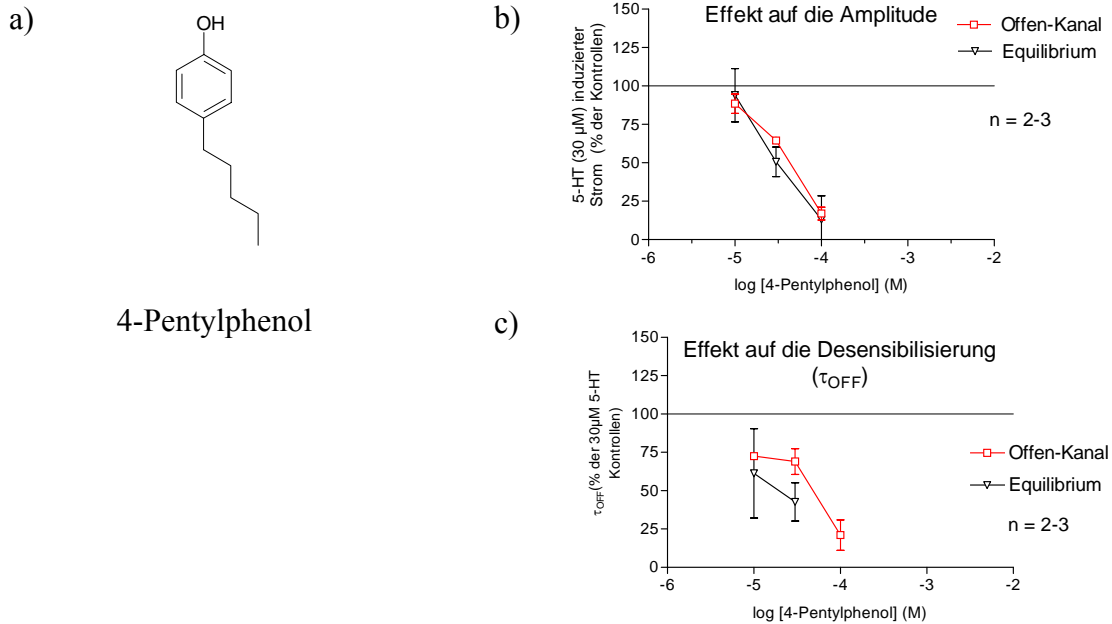 a)
OH
4-Pentylphenol
b)
Effekt auf die Amplitude
Offen-Kanal
Equilibrium
n = 2-3
5-HT (30 µM) induzierter
Strom (% der Kontrollen)
150
125
100
75
50
25
0
-6
-5
-4
-3
-2
log [4-Pentylphenol] (M)
c)
Effekt auf die Desensibilisierung
(τOFF)
Offen-Kanal
Equilibrium
n = 2-3
τOFF(% der 30µM 5-HT
Kontrollen)
150
125
100
75
50
25
0
-6
-5
-4
-3
-2
log [4-Pentylphenol] (M)